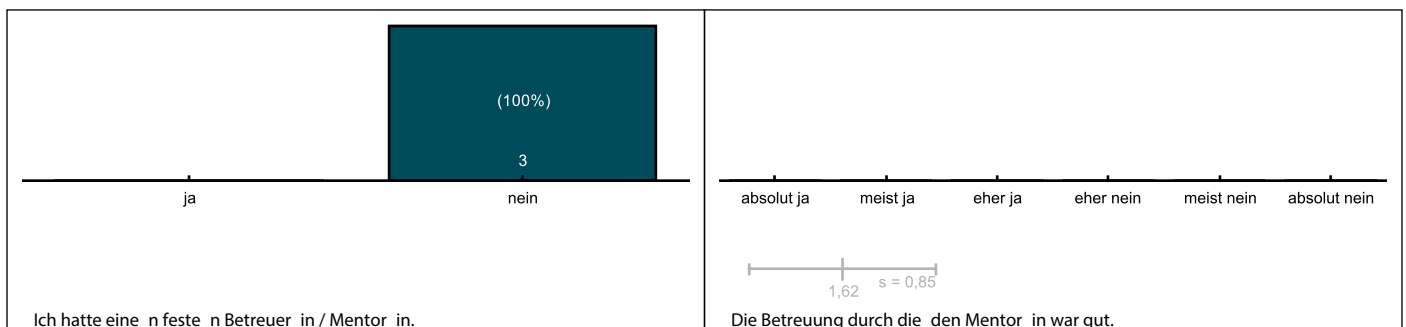 (100%)
3
ja nein
Ich hatte eine n feste n Betreuer in / Mentor in.
absolut ja meist ja eher ja eher nein meist nein absolut nein
1,62 s = 0,85
Die Betreuung durch die den Mentor in war gut.